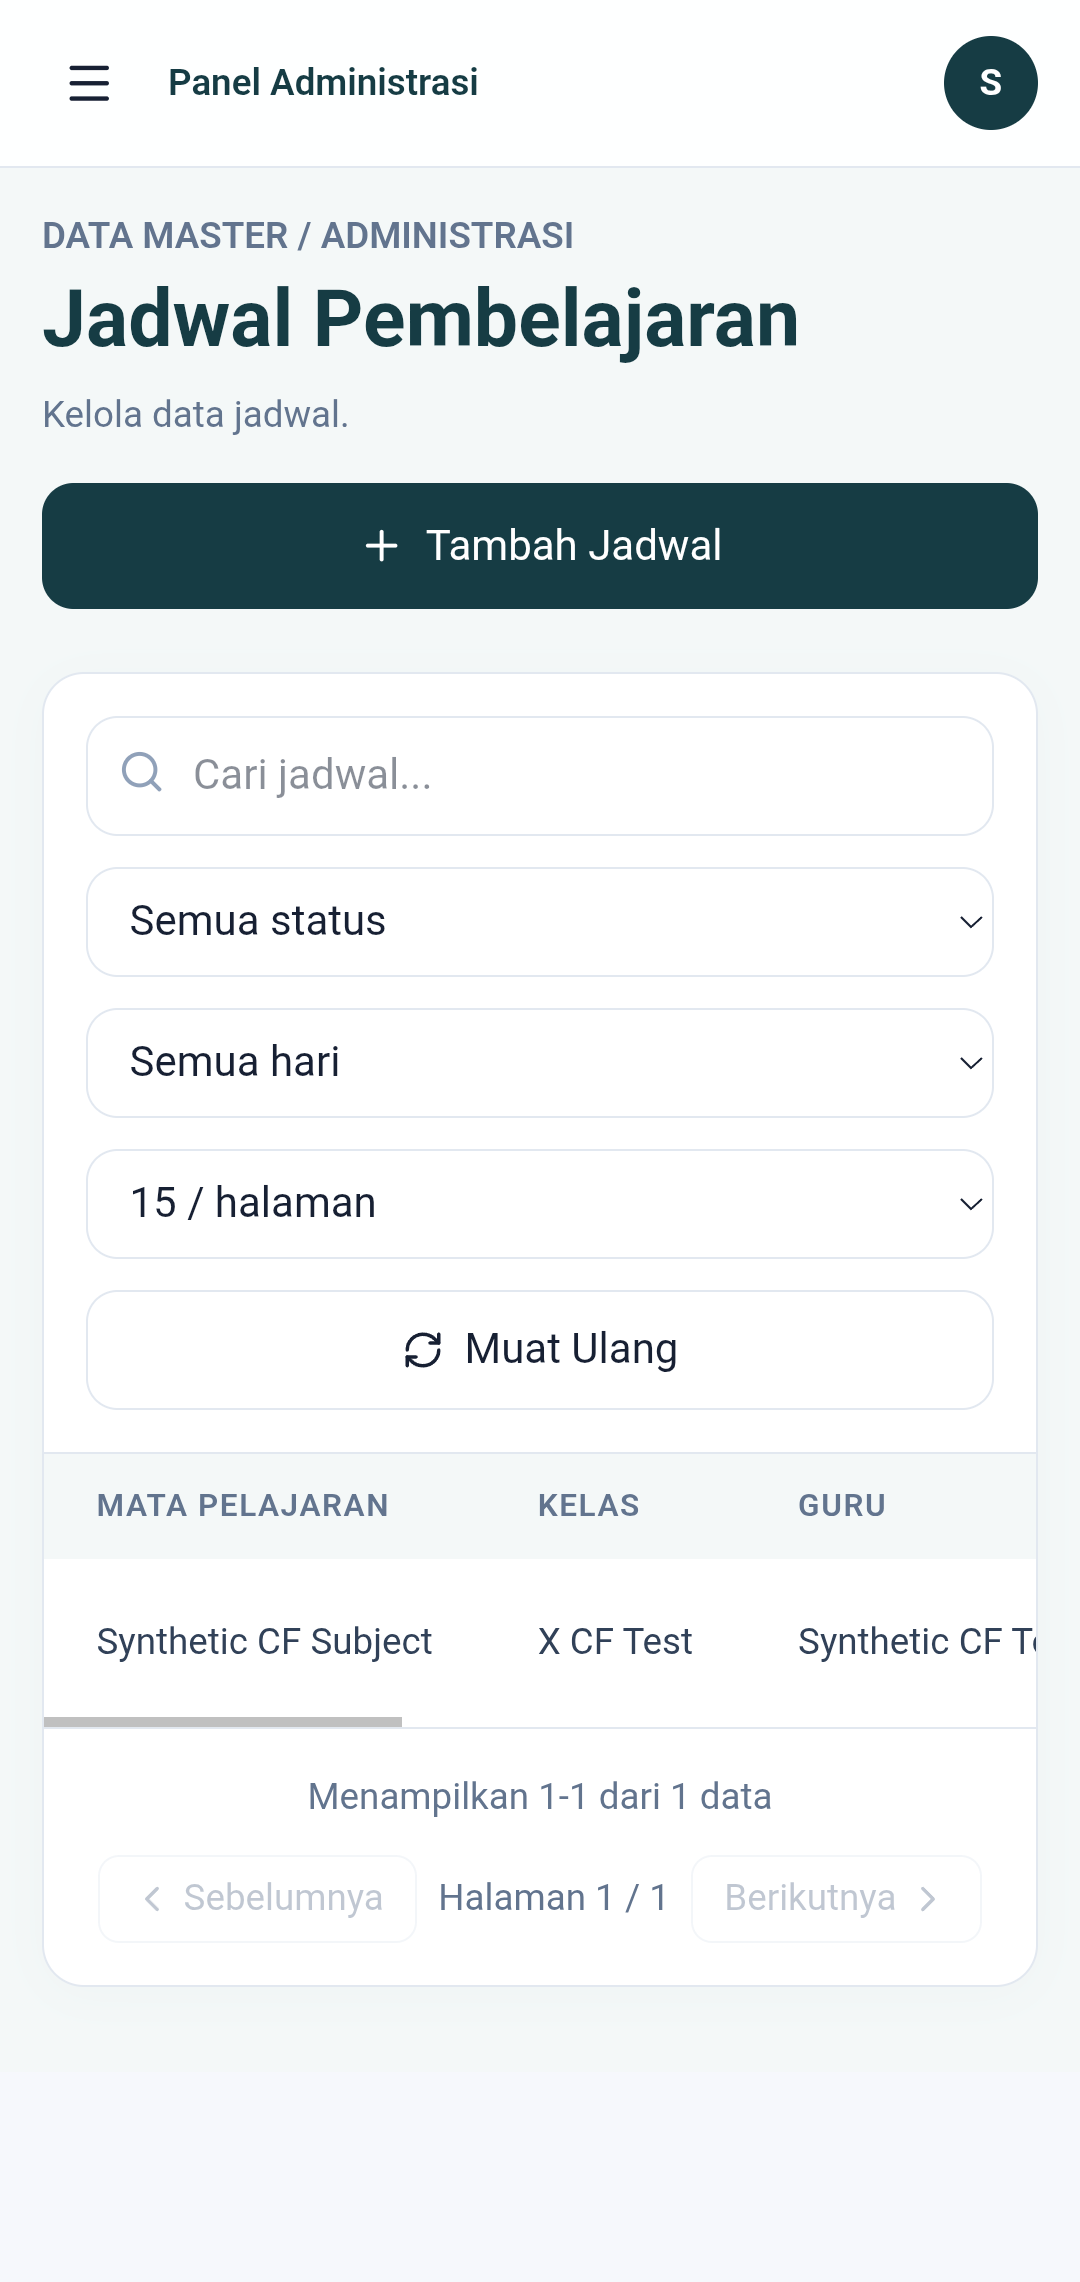 Panel Administrasi
S
DATA MASTER / ADMINISTRASI
Jadwal Pembelajaran
Kelola data jadwal.
Tambah Jadwal
Cari jadwal...
Semua status
Semua hari
15 / halaman
Muat Ulang
MATA PELAJARAN KELAS GURU
Synthetic CF Subject X CF Test Synthetic CF
Menampilkan 1-1 dari 1 data
Sebelumnya Halaman 1 / 1 Berikutnya